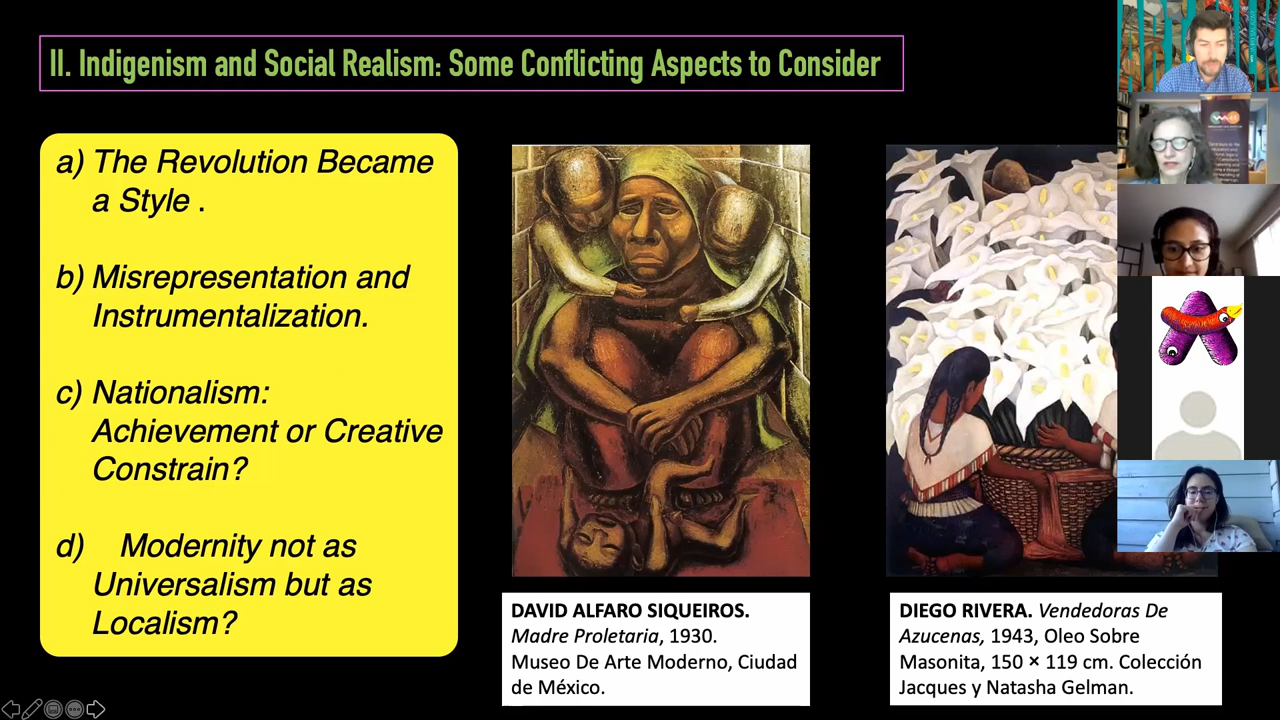 II. Indigenism and Social Realism: Some Conflicting Aspects to Consider
a) The Revolution Became
a Style .
b) Misrepresentation and
Instrumentalization.
c) Nationalism:
Achievement or Creative
Constrain?
d) Modernity not as
Universalism but as
Localism?
DAVID ALFARO SIQUEIROS.
Madre Proletaria, 1930.
Museo De Arte Moderno, Ciudad
de México.
DIEGO RIVERA. Vendedoras De
Azucenas, 1943, Oleo Sobre
Masonita, 150 × 119 cm. Colección
Jacques y Natasha Gelman.